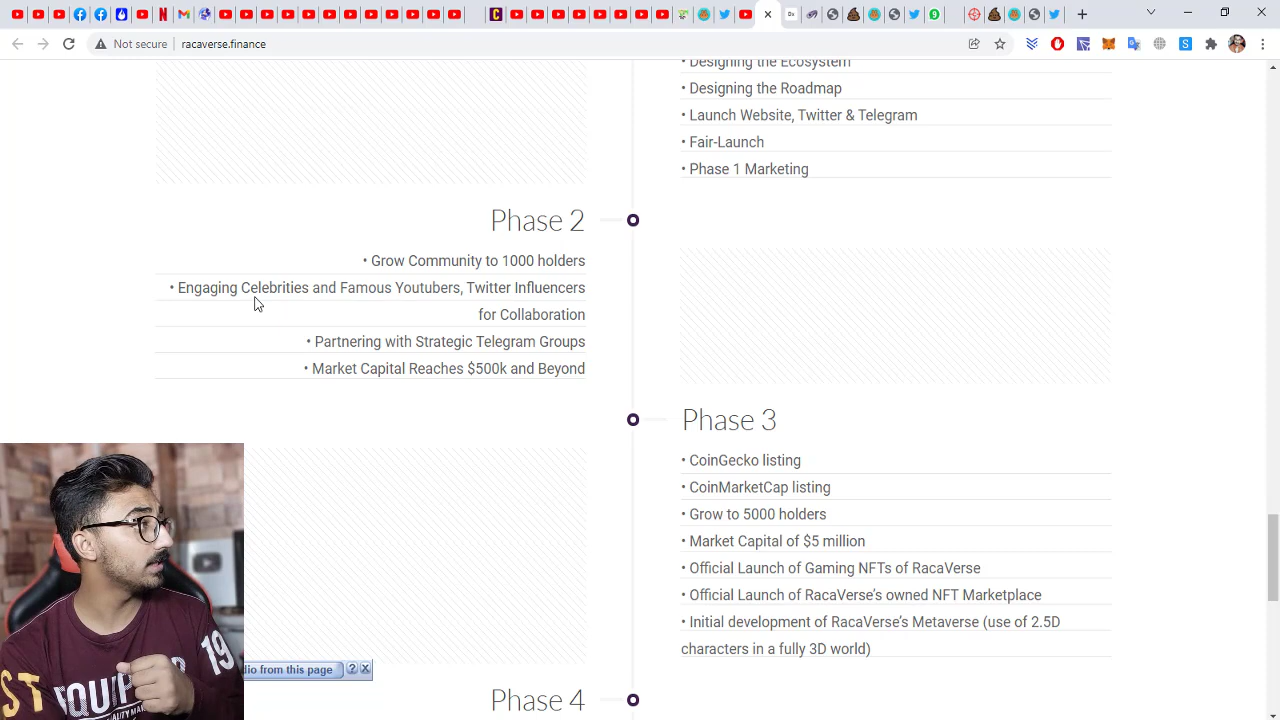 Not secure
racaverse.finance
• Designing the Ecosystem
• Designing the Roadmap
• Launch Website, Twitter & Telegram
• Fair-Launch
• Phase 1 Marketing
Phase 2
• Grow Community to 1000 holders
• Engaging Celebrities and Famous Youtubers, Twitter Influencers
for Collaboration
• Partnering with Strategic Telegram Groups
• Market Capital Reaches $500k and Beyond
Phase 3
• CoinGecko listing
• CoinMarketCap listing
• Grow to 5000 holders
• Market Capital of $5 million
• Official Launch of Gaming NFTs of RacaVerse
• Official Launch of RacaVerse's owned NFT Marketplace
• Initial development of RacaVerse's Metaverse (use of 2.5D
characters in a fully 3D world)
from this page
Phase 4
19
ST